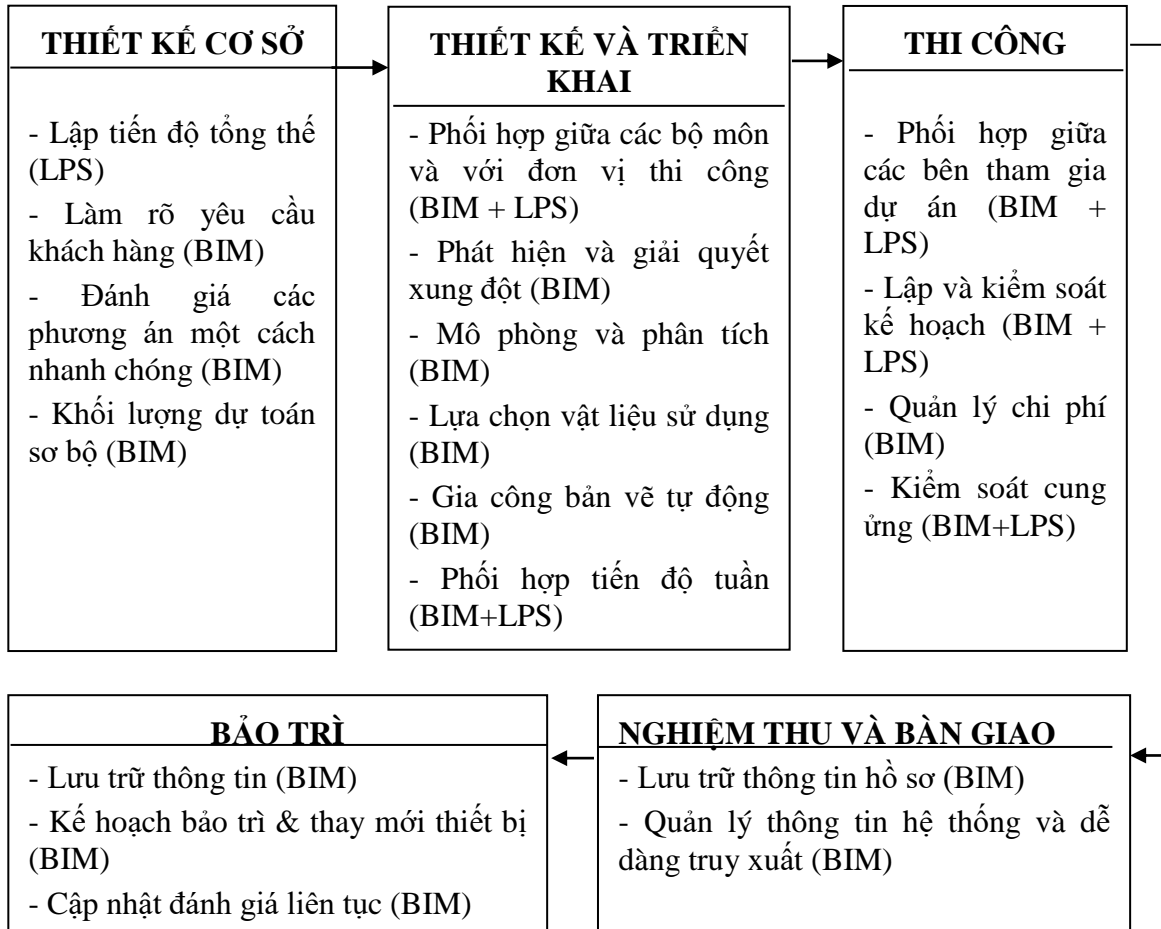 THIẾT KẾ CƠ SỞ
- Lập tiến độ tổng thế
(LPS)
- Làm rõ yêu cầu
khách hàng (BIM)
- Đánh giá các
phương án một cách
nhanh chóng (BIM)
- Khối lượng dự toán
sơ bộ (BIM)
THIẾT KẾ VÀ TRIỂN
KHAI
- Phối hợp giữa các bộ môn
và với đơn vị thi công
(BIM + LPS)
- Phát hiện và giải quyết
xung đột (BIM)
- Mô phỏng và phân tích
(BIM)
- Lựa chọn vật liệu sử dụng
(BIM)
- Gia công bản vẽ tự động
(BIM)
- Phối hợp tiến độ tuần
(BIM+LPS)
THI CÔNG
- Phối hợp giữa
các bên tham gia
dự án (BIM +
LPS)
- Lập và kiểm soát
kế hoạch (BIM +
LPS)
- Quản lý chi phí
(BIM)
- Kiểm soát cung
ửng (BIM+LPS)
BẢO TRÌ
- Lưu trữ thông tin (BIM)
- Kế hoạch bảo trì & thay mới thiết bị
(BIM)
- Cập nhật đánh giá liên tục (BIM)
NGHIỆM THU VÀ BÀN GIAO
- Lưu trữ thông tin hồ sơ (BIM)
- Quản lý thông tin hệ thống và dễ
dàng truy xuất (BIM)